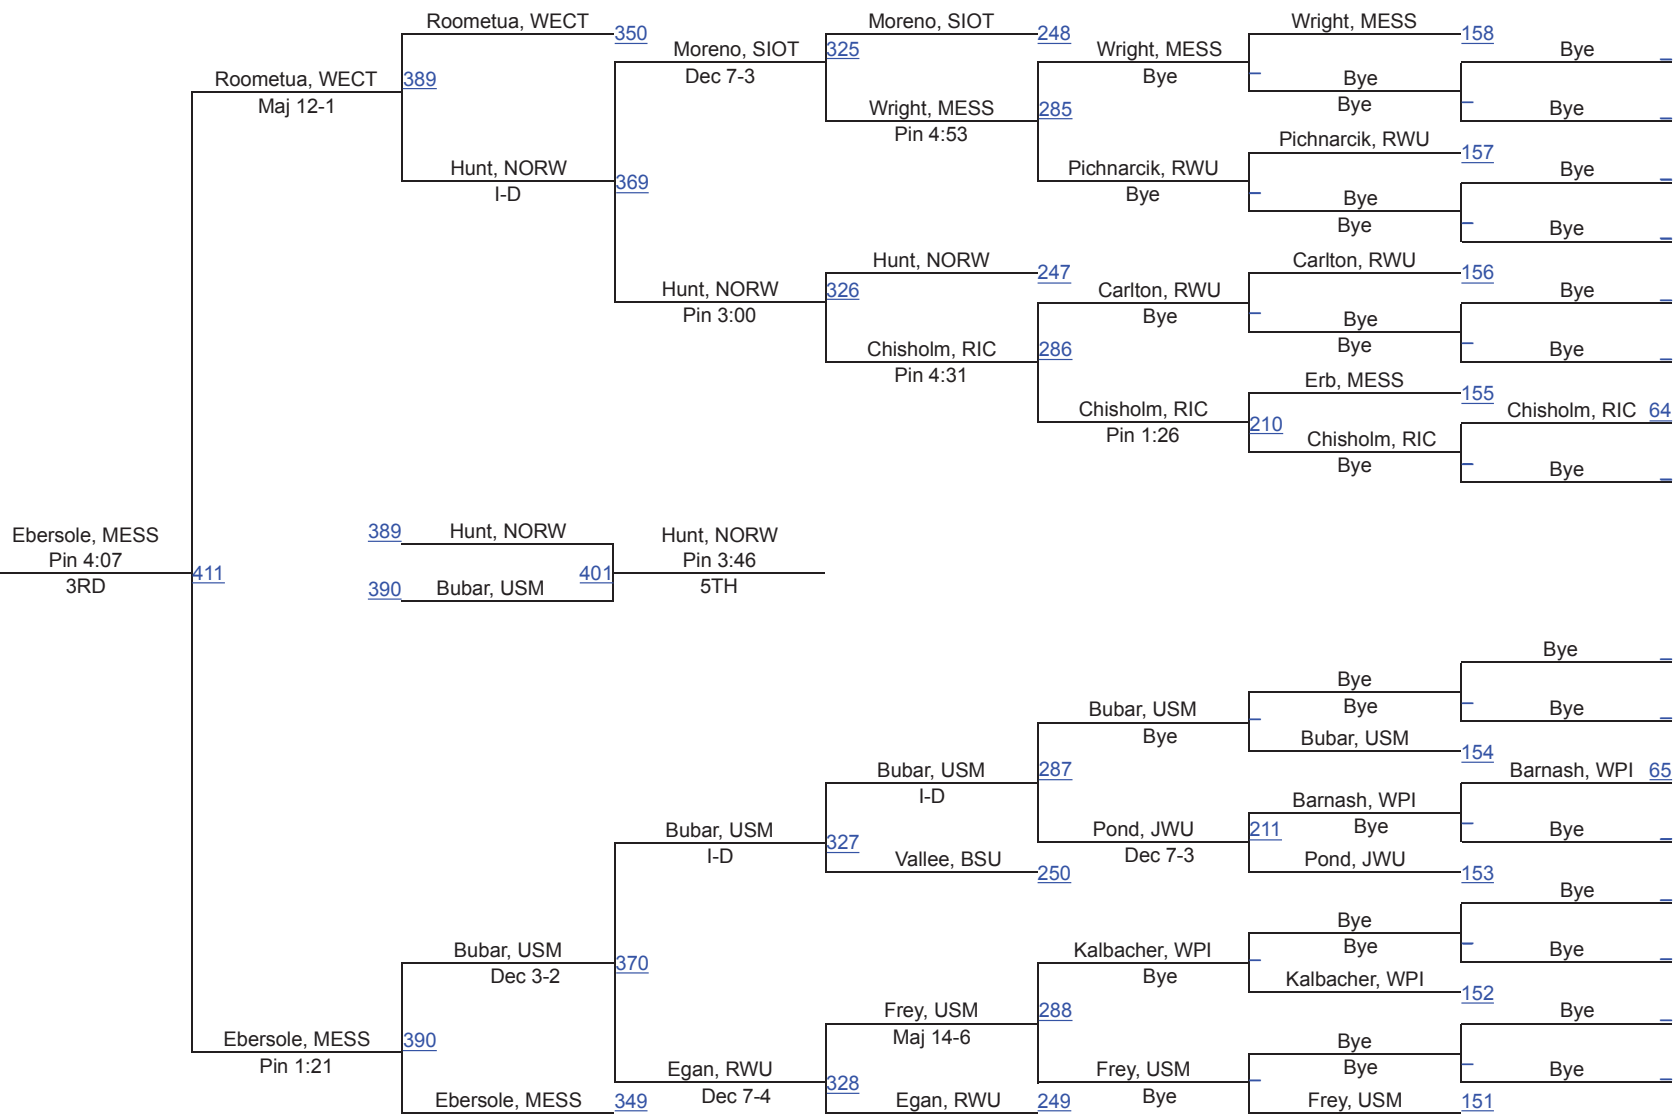 Roometua, WECT
350
Moreno, SIOT
248
Wright, MESS
158
Bye
Moreno, SIOT
Dec 7-3
325
Wright, MESS
Bye
Bye
Bye
Bye
Roometua, WECT
Maj 12-1
389
Wright, MESS
Pin 4:53
285
Pichnarcik, RWU
157
Bye
Hunt, NORW
I-D
369
Pichnarcik, RWU
Bye
Bye
Bye
Bye
Hunt, NORW
247
Carlton, RWU
156
Bye
Hunt, NORW
Pin 3:00
326
Carlton, RWU
Bye
Bye
Bye
Bye
Chisholm, RIC
Pin 4:31
286
Erb, MESS
155
Chisholm, RIC 64
Chisholm, RIC
Pin 1:26
210
Chisholm, RIC
Bye
Bye
Ebersole, MESS
Pin 4:07
3RD
411
389
Hunt, NORW
390
Bubar, USM
401
Hunt, NORW
Pin 3:46
5TH
Bye
Bye
Bye
Bye
Bubar, USM
Bye
Bubar, USM
154
Bubar, USM
I-D
287
Barnash, WPI 65
Barnash, WPI
Bye
Bye
Bubar, USM
I-D
327
Pond, JWU
Dec 7-3
211
Vallee, BSU
250
Pond, JWU
153
Bye
Bye
Bye
Bye
Bubar, USM
Dec 3-2
370
Kalbacher, WPI
Bye
Kalbacher, WPI
152
Frey, USM
Maj 14-6
288
Bye
Ebersole, MESS
Pin 1:21
390
Bye
Bye
Bye
Egan, RWU
Dec 7-4
328
Frey, USM
Bye
Ebersole, MESS
349
Egan, RWU
249
Frey, USM
151